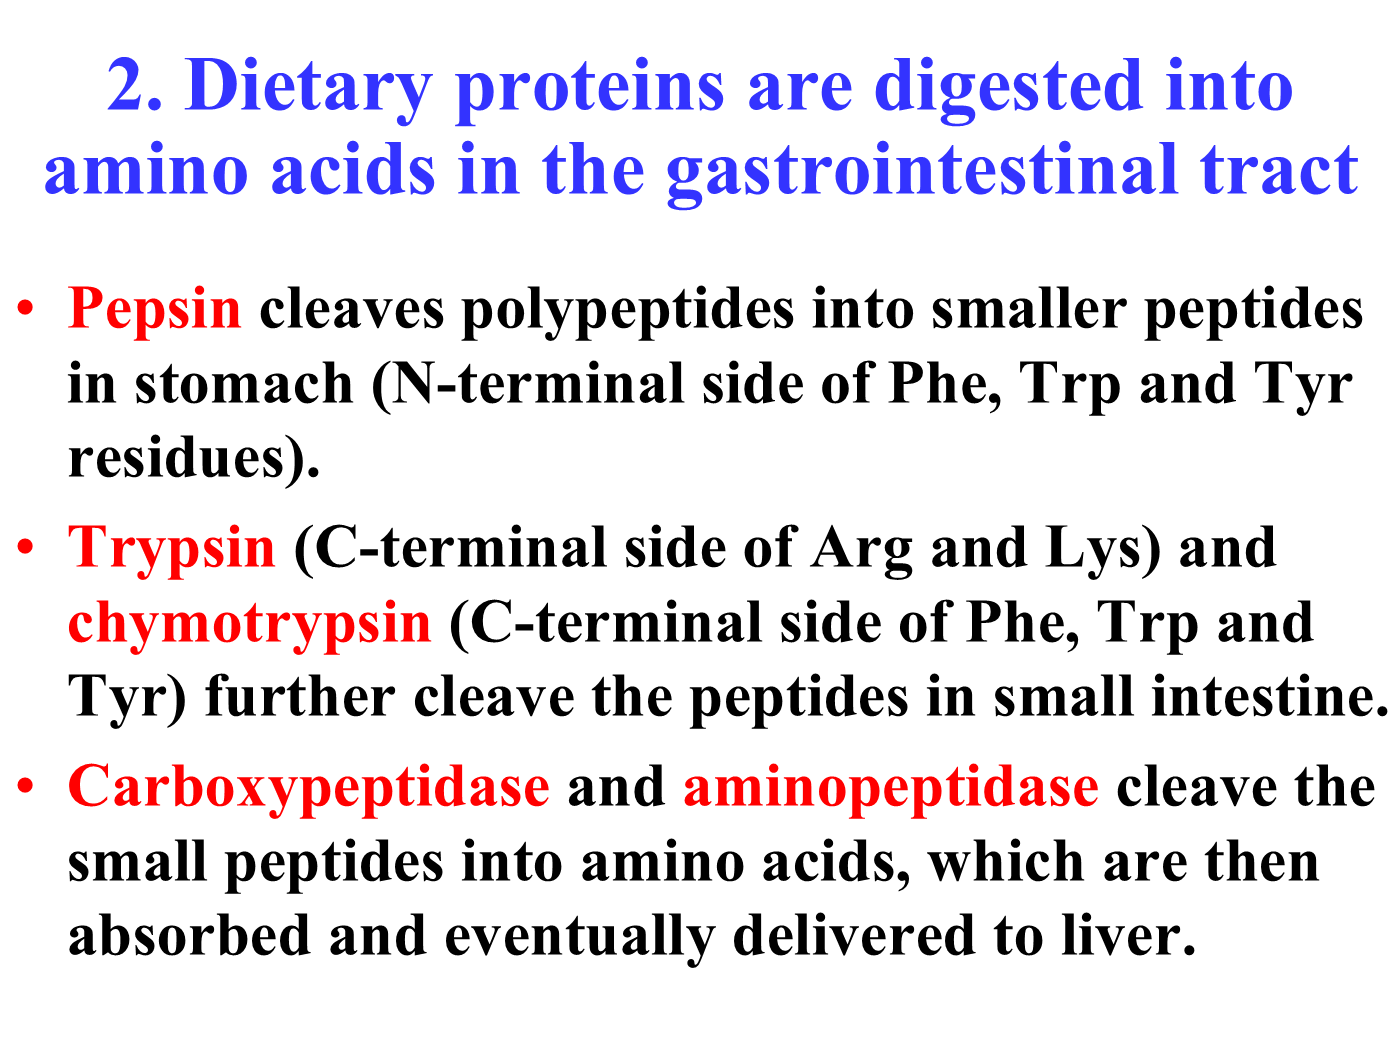 2. Dietary proteins are digested into
amino acids in the gastrointestinal tract
• Pepsin cleaves polypeptides into smaller peptides
in stomach (N-terminal side of Phe, Trp and Tyr
residues).
• Trypsin (C-terminal side of Arg and Lys) and
chymotrypsin (C-terminal side of Phe, Trp and
Tyr) further cleave the peptides in small intestine.
• Carboxypeptidase and aminopeptidase cleave the
small peptides into amino acids, which are then
absorbed and eventually delivered to liver.